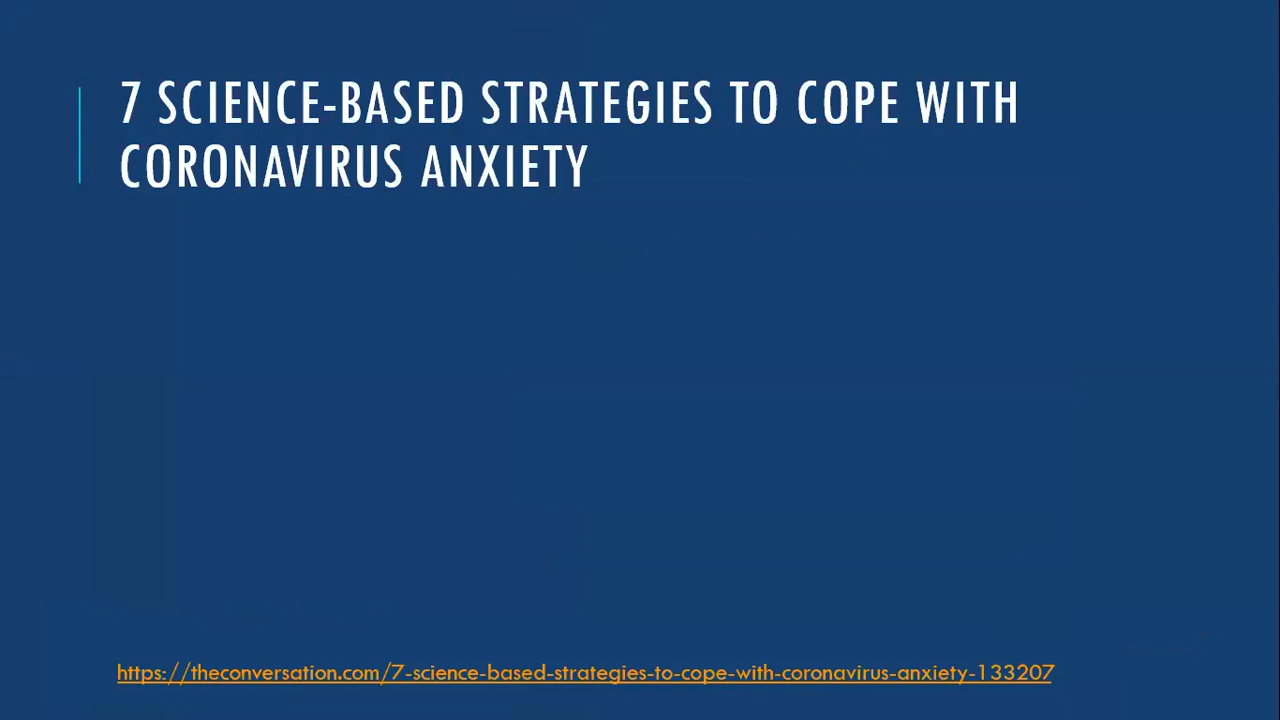 7 SCIENCE-BASED STRATEGIES TO COPE WITH
CORONAVIRUS ANXIETY
https://theconversation.com/7-science-based-strategies-to-cope-with-coronavirus-anxiety-133207